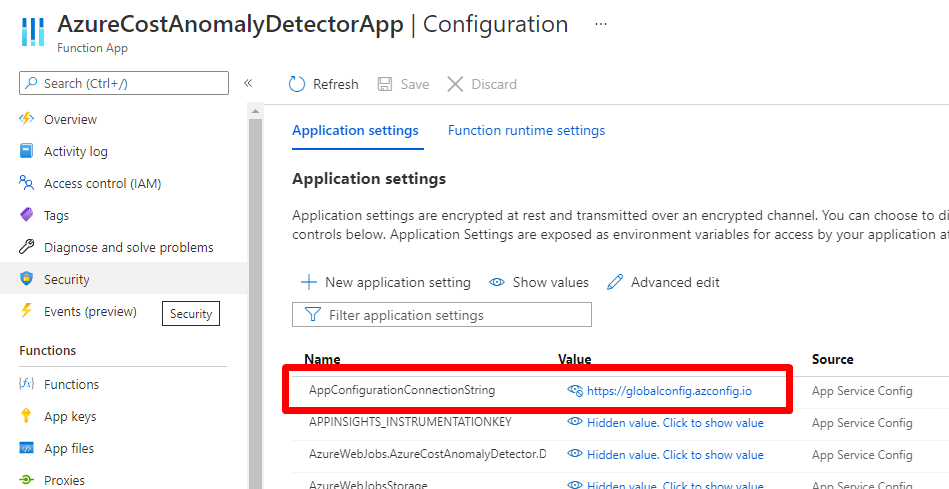 AzureCostAnomalyDetectorApp | Configuration ...
Function App
Search (Ctrl+/)
«
Refresh
Save
Discard
Overview
Activity log
Access control (IAM)
Tags
Diagnose and solve problems
Security
Events (preview)
Security
Functions
Functions
App keys
App files
Proxies
Application settings
Function runtime settings
Application settings
Application settings are encrypted at rest and transmitted over an encrypted channel. You can choose to di
controls below. Application Settings are exposed as environment variables for access by your application at
New application setting
Show values
Advanced edit
Filter application settings
Name Value Source
AppConfigurationConnectionString https://globalconfig.azconfig.io App Service Config
APPINSIGHTS_INSTRUMENTATIONKEY Hidden value. Click to show value App Service Config
AzureWebJobs.AzureCostAnomalyDetector.D Hidden value. Click to show value App Service Config
AzureWebJobsStorage Hidden value. Click to show value App Service Config